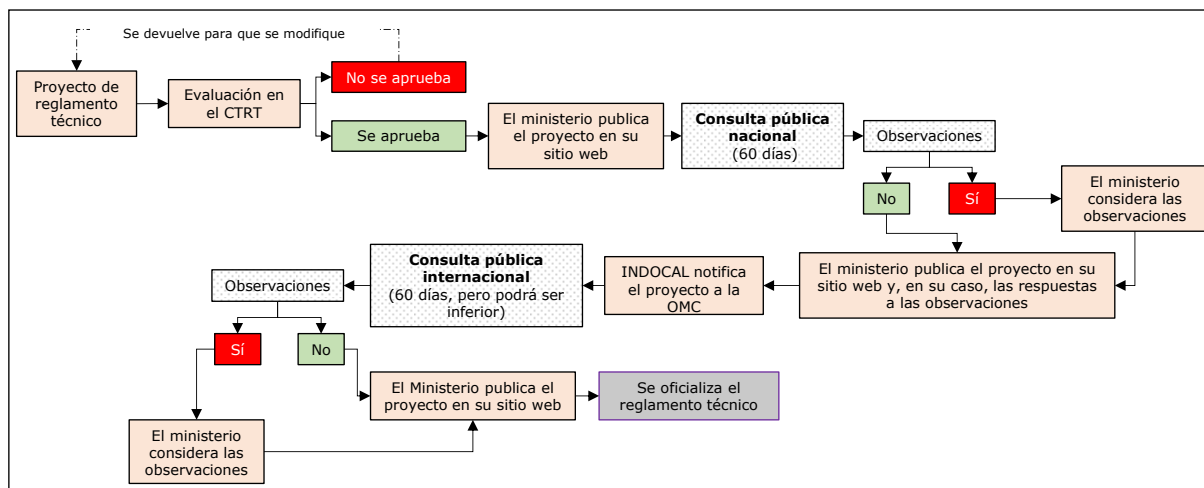 Se devuelve para que se modifique
Proyecto de
reglamento
técnico
Evaluación en
el CTRT
No se aprueba
Se aprueba
El ministerio publica
el proyecto en su
sitio web
Consulta pública
nacional
(60 días)
Observaciones
No
Sí
El ministerio
considera las
observaciones
El ministerio publica el proyecto en su
sitio web y, en su caso, las respuestas
a las observaciones
INDOCAL notifica
el proyecto a la
OMC
Consulta pública
internacional
(60 días, pero podrá ser
inferior)
Observaciones
Sí
No
El ministerio
considera las
observaciones
El Ministerio publica el
proyecto en su sitio web
Se oficializa el
reglamento técnico